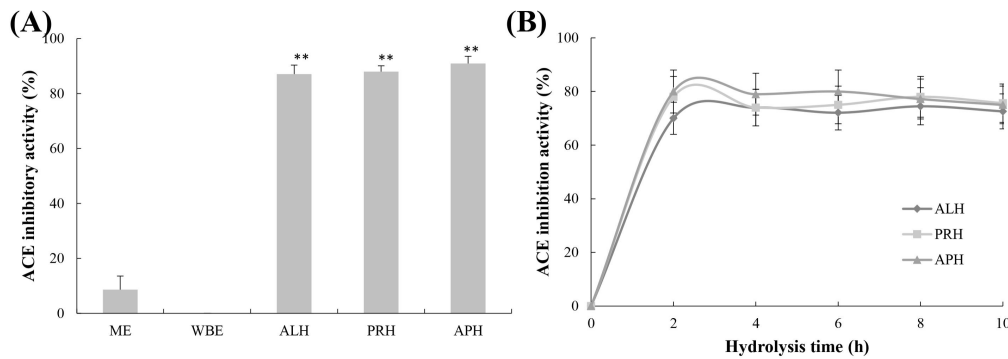 (A)
ACE inhibitory activity (%)
100
80
60
40
20
0
**
**
**
ME
WBE
ALH
PRH
APH
(B)
ACE inhibition activity (%)
100
80
60
40
20
0
ALH
PRH
APH
0
2
4
6
8
10
Hydrolysis time (h)